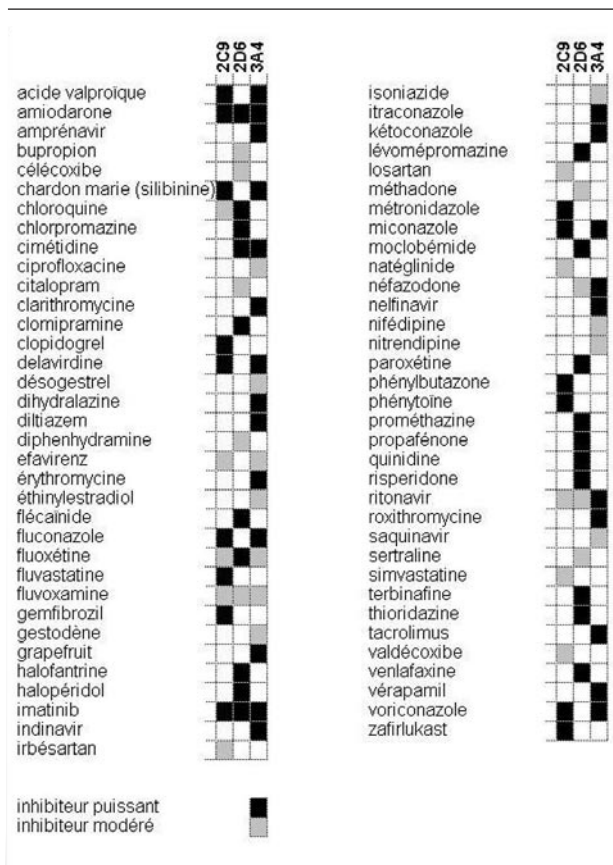 2C9 2D6 3A4
acide valproïque
amiodarone
amprénavir
bupropion
célécoxibe
chardon marie (silibinine)
chloroquine
chlorpromazine
cimétidine
ciprofloxacine
citalopram
clarithromycine
clomipramine
clopidogrel
delavirdine
désogestrel
dihydralazine
diltiazem
diphenhydramine
efavirenz
érythromycine
éthinylestradiol
flécaïnide
fluconazole
fluoxétine
fluvastatine
fluvoxamine
gemfibrozil
gestodène
grapefruit
halofantrine
halopéridol
imatinib
indinavir
irbésartan
inhibiteur puissant
inhibiteur modéré
2C9 2D6 3A4
isoniazide
itraconazole
kétoconazole
lévomépromazine
losartan
méthadone
métronidazole
miconazole
moclobémide
natéglinide
néfazodone
nelfinavir
nifédipine
nitrendipine
paroxétine
phénylbutazone
phénytoïne
prométhazine
propafénone
quinidine
risperidone
ritonavir
roxithromycine
saquinavir
sertraline
simvastatine
terbinafine
thioridazine
tacrolimus
valdécoxibe
venlafaxine
vérapamil
voriconazole
zafirlukast